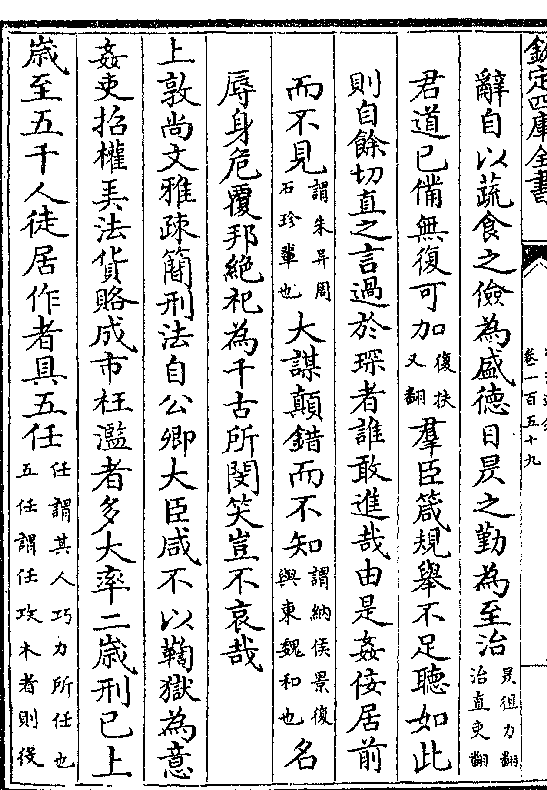 欽定四庫全書
卷一百五十九
辭自以蔬食之儉為盛德日昃之勤為至治昃徂力翻治直吏翻
君道已備無復可加復扶又翻羣臣箴規舉不足聽如此
則自餘切直之言過於琛者誰敢進哉由是姦佞居前
而不見謂朱异周石珍輩也大謀顛錯而不知謂納侯景復與東魏和也名
辱身危覆邦絕祀為千古所閔笑豈不哀哉
上敦尚文雅疎簡刑法自公卿大臣咸不以鞫獄為意
姦吏招權弄法貨賂成市枉濫者多大率二歲刑已上
歲至五千人徒居作者具五任任謂其人巧力所任也五任謂任攻木者則役